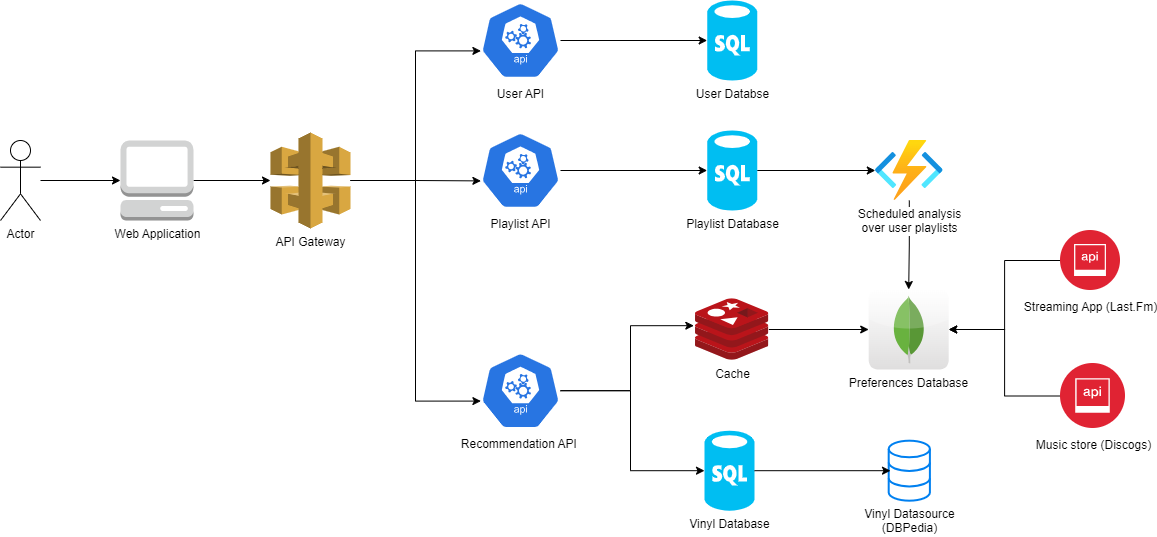 api
User API
SQL
User Databse
Actor
Web Application
API Gateway
api
Playlist API
SQL
Playlist Database
Scheduled analysis
over user playlists
api
Streaming App (Last.Fm)
Cache
Preferences Database
api
Recommendation API
api
Music store (Discogs)
SQL
Vinyl Database
Vinyl Datasource
(DBPedia)